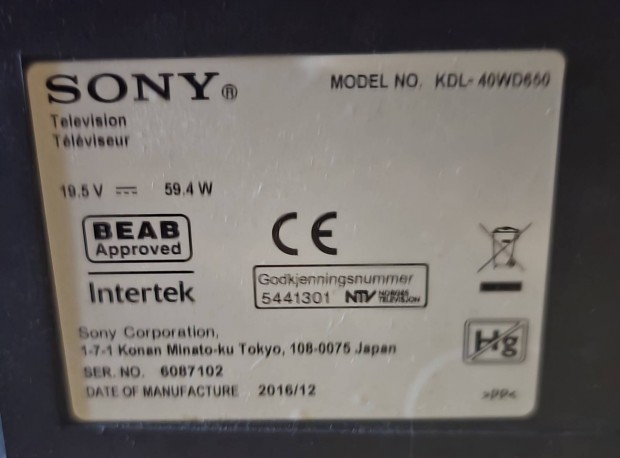 SONY®
MODEL NO. KDL-40WD650
Television
Téléviseur
19.5 V 59.4 W
BEAB
Approved
CE
Intertek
Godkjenningsnummer
5441301 NTV NORGES TELEVISJON
Hg
Sony Corporation,
1-7-1 Konan Minato-ku Tokyo, 108-0075 Japan
SER. NO. 6087102
DATE OF MANUFACTURE 2016/12
>PP<